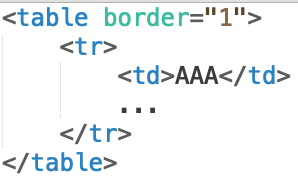 <table border="1">
    <tr>
        <td>AAA</td>
        ...
    </tr>
</table>